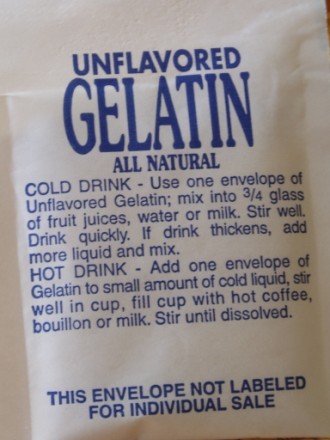 UNFLAVORED
GELATIN
ALL NATURAL
COLD DRINK - Use one envelope of
Unflavored Gelatin; mix into 3/4 glass
of fruit juices, water or milk. Stir well.
Drink quickly. If drink thickens, add
more liquid and mix.
HOT DRINK - Add one envelope of
Gelatin to small amount of cold liquid, stir
well in cup, fill cup with hot coffee,
bouillon or milk. Stir until dissolved.
THIS ENVELOPE NOT LABELED
FOR INDIVIDUAL SALE